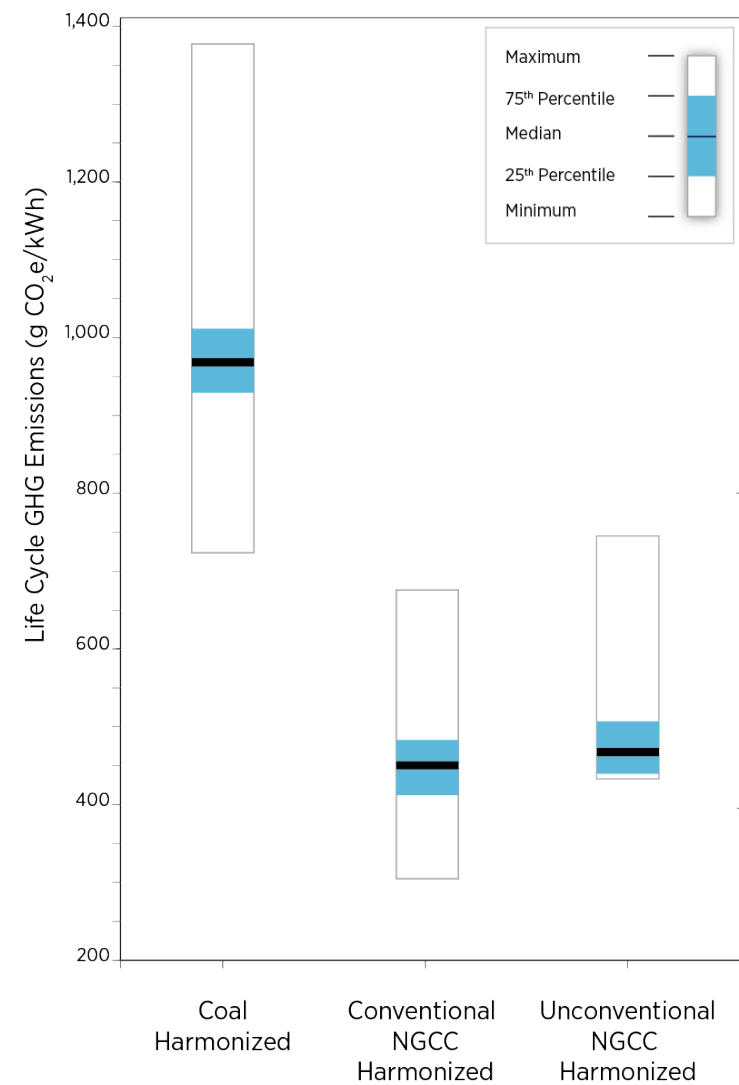 1,400
1,200
1,000
800
600
400
200
Life Cycle GHG Emissions (g CO₂e/kWh)
Maximum
75ᵗʰ Percentile
Median
25ᵗʰ Percentile
Minimum
Coal
Harmonized
Conventional
NGCC
Harmonized
Unconventional
NGCC
Harmonized